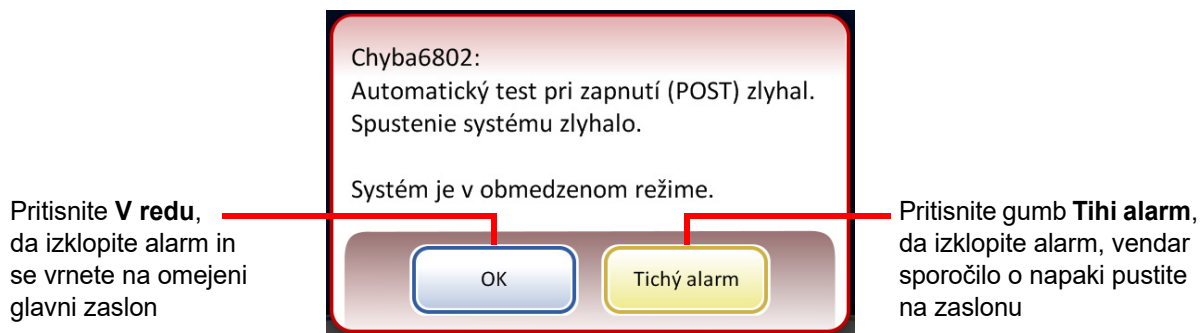 Chyba6802:
Automatický test pri zapnutí (POST) zlyhal.
Spustenie systému zlyhalo.
Systém je v obmedzenom režime.
Pritisnite V redu,
da izklopite alarm in
se vrnete na omejeni
glavni zaslon
OK
Tichý alarm
Pritisnite gumb Tihi alarm,
da izklopite alarm, vendar
sporočilo o napaki pustite
na zaslonu